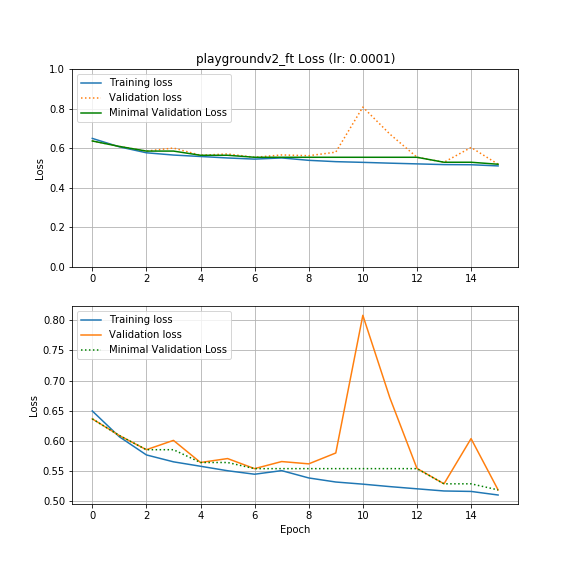 playgroundv2_ft Loss (lr: 0.0001)
1.0
0.8
0.6
0.4
0.2
0.0
Loss
Training loss
Validation loss
Minimal Validation Loss
0 2 4 6 8 10 12 14
0.80
0.75
0.70
0.65
0.60
0.55
0.50
Loss
Training loss
Validation loss
Minimal Validation Loss
0 2 4 6 8 10 12 14
Epoch